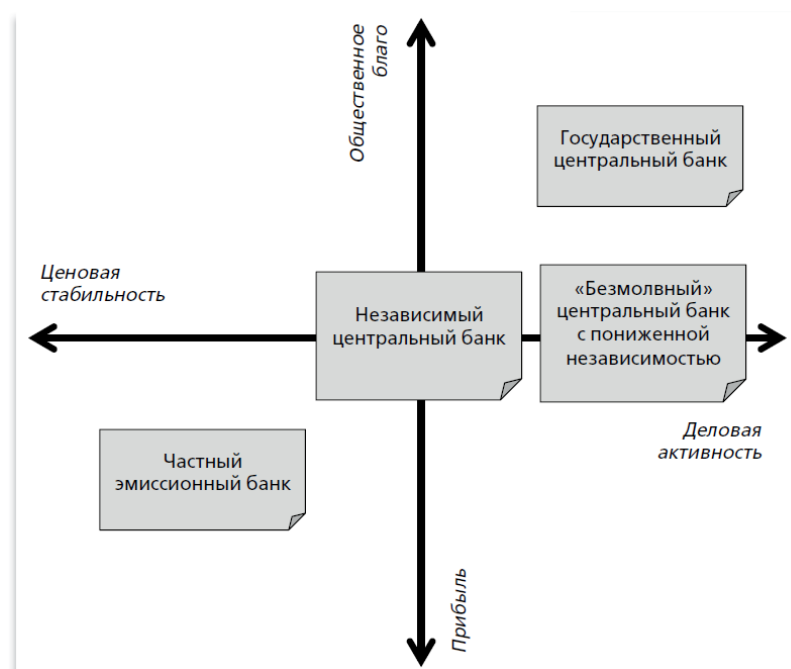 Общественное
благо
Государственный
центральный банк
Ценовая
стабильность
Независимый
центральный банк
«Безмолвный»
центральный банк
с пониженной
независимостью
Деловая
активность
Частный
эмиссионный банк
Прибыль